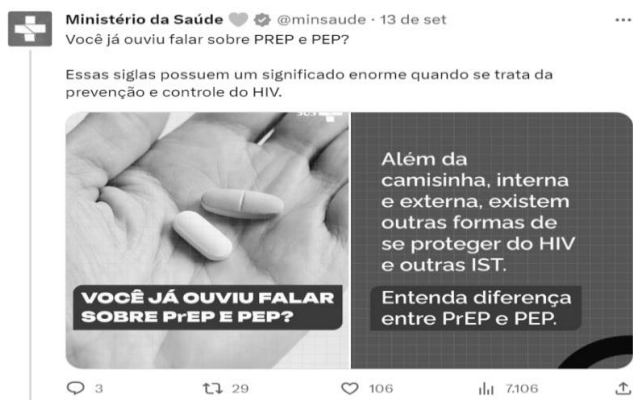 Ministério da Saúde @minsaude · 13 de set
Você já ouviu falar sobre PREP e PEP?
Essas siglas possuem um significado enorme quando se trata da
prevenção e controle do HIV.
SUS
Além da
camisinha, interna
e externa, existem
outras formas de
se proteger do HIV
e outras IST.
VOCÊ JÁ OUVIU FALAR
SOBRE PrEP E PEP?
Entenda diferença
entre PrEP e PEP.
3 29 106 7.106